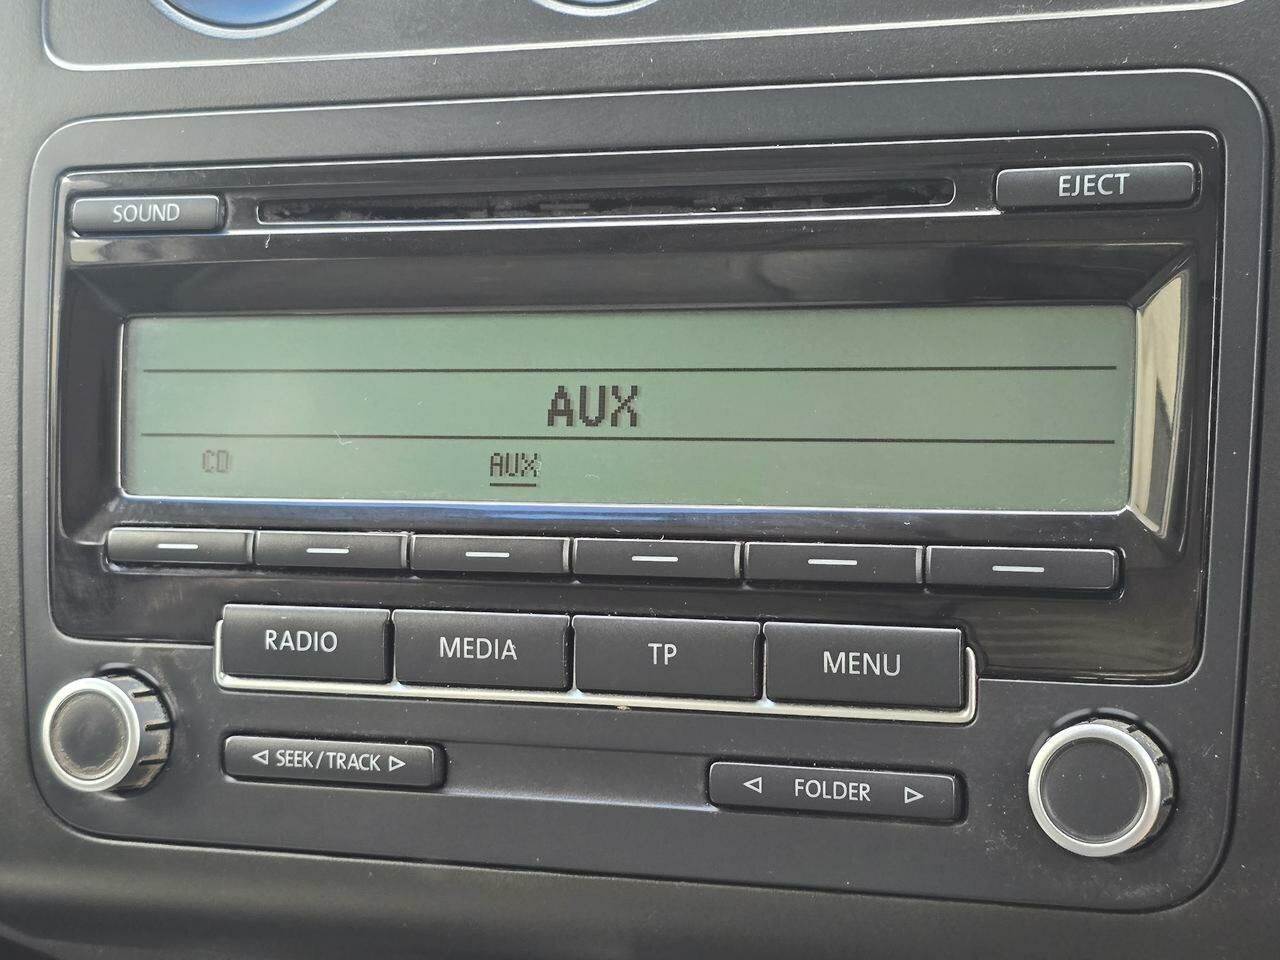 SOUND
EJECT
AUX
CD AUX
RADIO MEDIA TP MENU
SEEK/TRACK
FOLDER